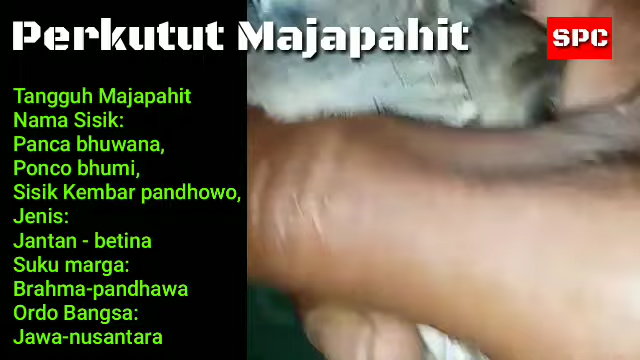 Perkutut Majapahit
SPC
Tangguh Majapahit
Nama Sisik:
Panca bhuwana,
Ponco bhumi,
Sisik Kembar pandhowo,
Jenis:
Jantan - betina
Suku marga:
Brahma-pandhawa
Ordo Bangsa:
Jawa-nusantara